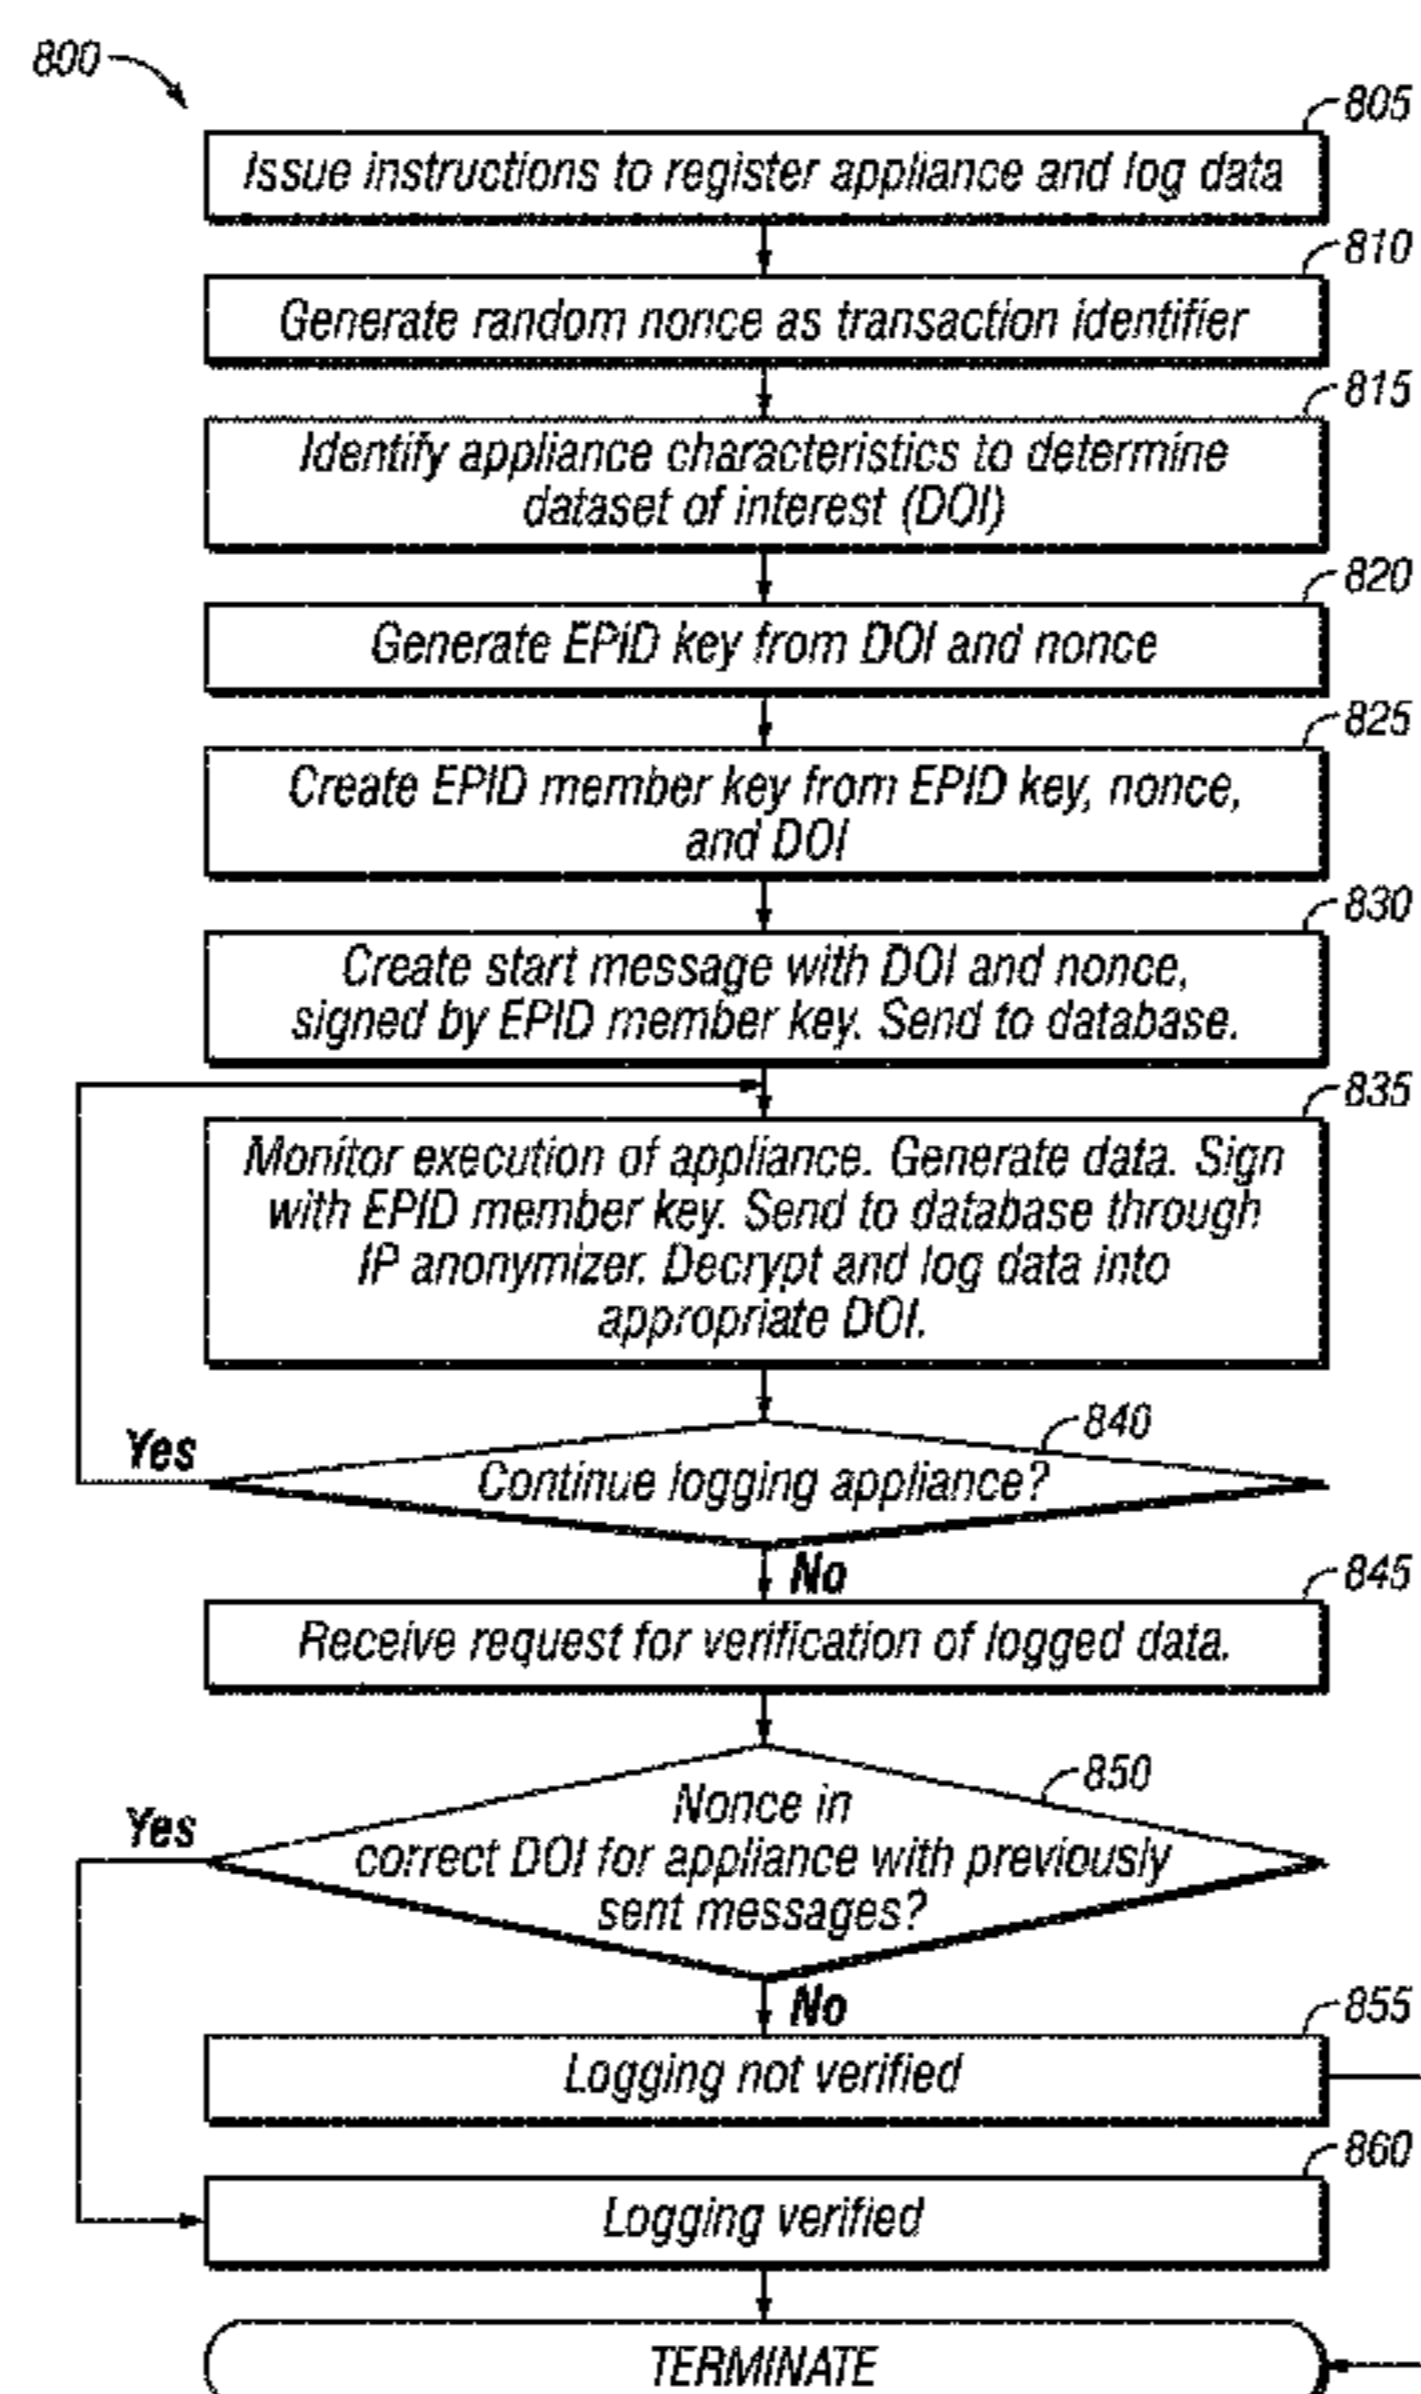 800
805
Issue instructions to register appliance and log data
810
Generate random nonce as transaction identifier
815
Identify appliance characteristics to determine
dataset of interest (DOI)
820
Generate EPID key from DOI and nonce
825
Create EPID member key from EPID key, nonce,
and DOI
830
Create start message with DOI and nonce,
signed by EPID member key. Send to database.
835
Monitor execution of appliance. Generate data. Sign
with EPID member key. Send to database through
IP anonymizer. Decrypt and log data into
appropriate DOI.
840
Yes
Continue logging appliance?
No
845
Receive request for verification of logged data.
850
Yes
Nonce in
correct DOI for appliance with previously
sent messages?
No
855
Logging not verified
860
Logging verified
TERMINATE